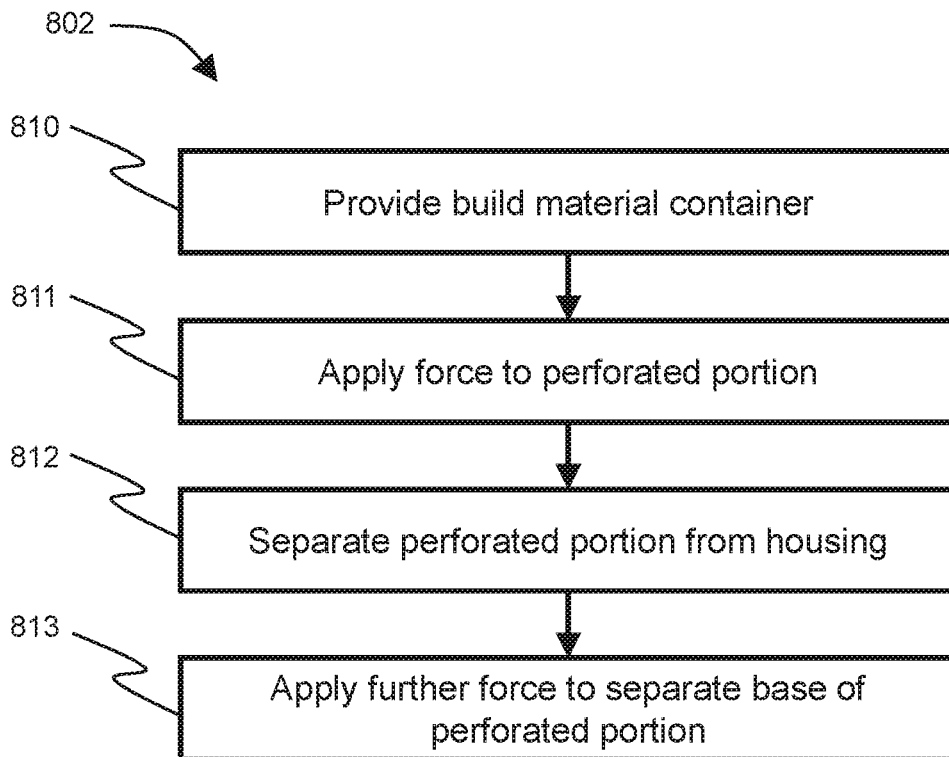 802
810
Provide build material container
811
Apply force to perforated portion
812
Separate perforated portion from housing
813
Apply further force to separate base of
perforated portion